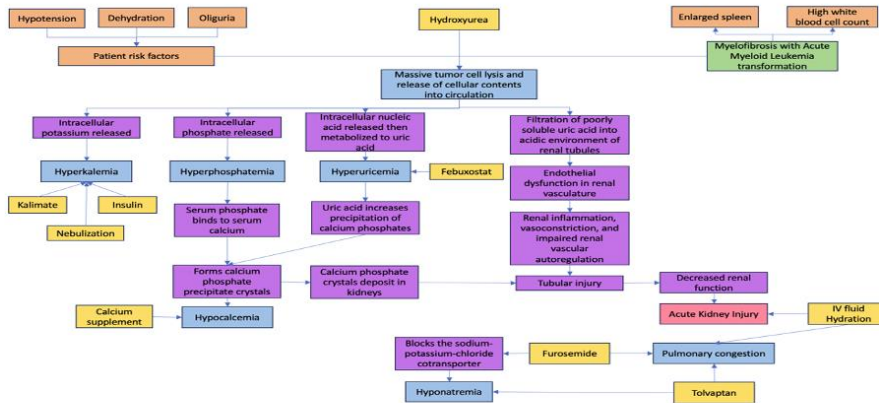 Hypotension
Dehydration
Oliguria
Hydroxyurea
Enlarged spleen
High white
blood cell count
Patient risk factors
Myelofibrosis with Acute
Myeloid Leukemia
transformation
Massive tumor cell lysis and
release of cellular contents
into circulation
Intracellular
potassium released
Intracellular
phosphate released
Intracellular nucleic
acid released then
metabolized to uric
acid
Filtration of poorly
soluble uric acid into
acidic environment of
renal tubules
Hyperkalemia
Hyperphosphatemia
Hyperuricemia
Febuxostat
Endothelial
dysfunction in renal
vasculature
Kalimate
Insulin
Nebulization
Serum phosphate
binds to serum
calcium
Uric acid increases
precipitation of
calcium phosphates
Renal inflammation,
vasoconstriction, and
impaired renal
vascular
autoregulation
Forms calcium
phosphate
precipitate crystals
Calcium phosphate
crystals deposit in
kidneys
Tubular injury
Decreased renal
function
Calcium
supplement
Hypocalcemia
Acute Kidney Injury
IV fluid
Hydration
Blocks the sodium-
potassium-chloride
cotransporter
Furosemide
Pulmonary congestion
Hyponatremia
Tolvaptan